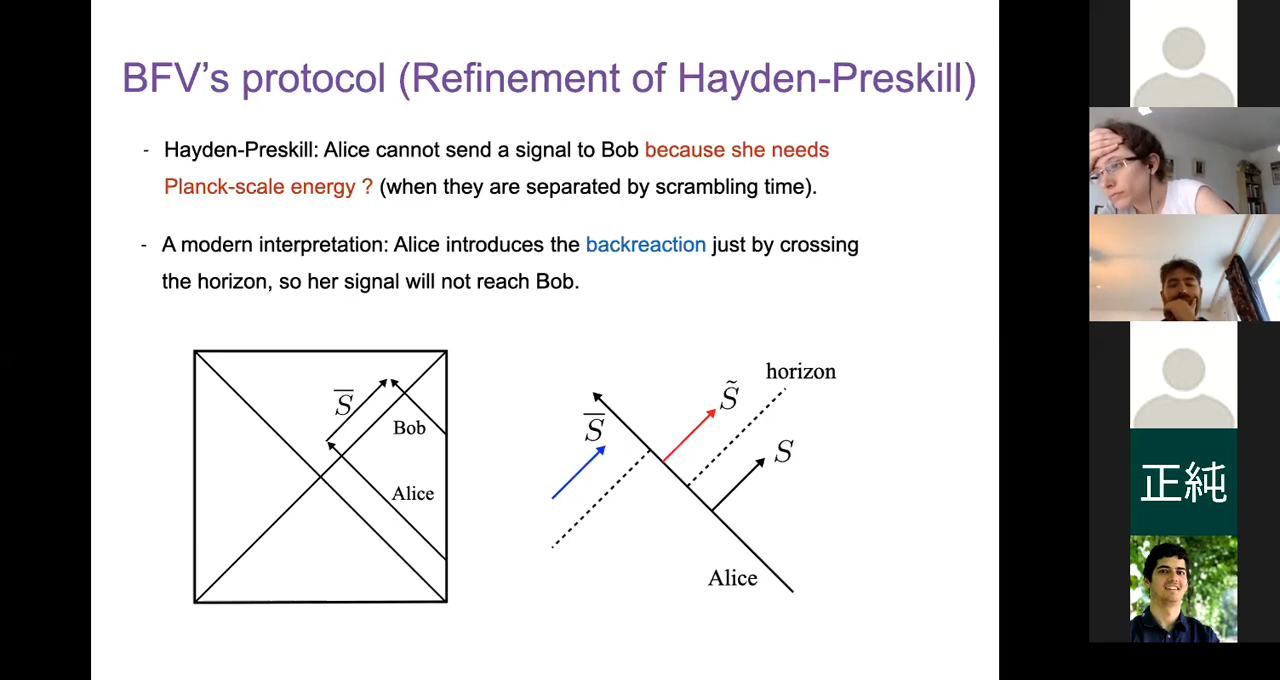 BFV's protocol (Refinement of Hayden-Preskill)
- Hayden-Preskill: Alice cannot send a signal to Bob because she needs
Planck-scale energy ? (when they are separated by scrambling time).
- A modern interpretation: Alice introduces the backreaction just by crossing
the horizon, so her signal will not reach Bob.
S̅
Bob
Alice
S̅
S̃
horizon
S
Alice
正純